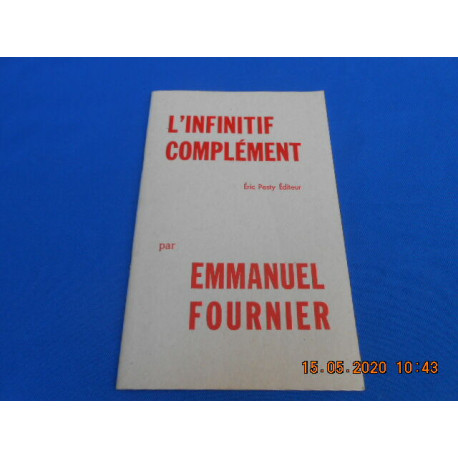 L'INFINITIF
COMPLÉMENT
Éric Pesty Éditeur
par
EMMANUEL
FOURNIER
15.05.2020 10:43